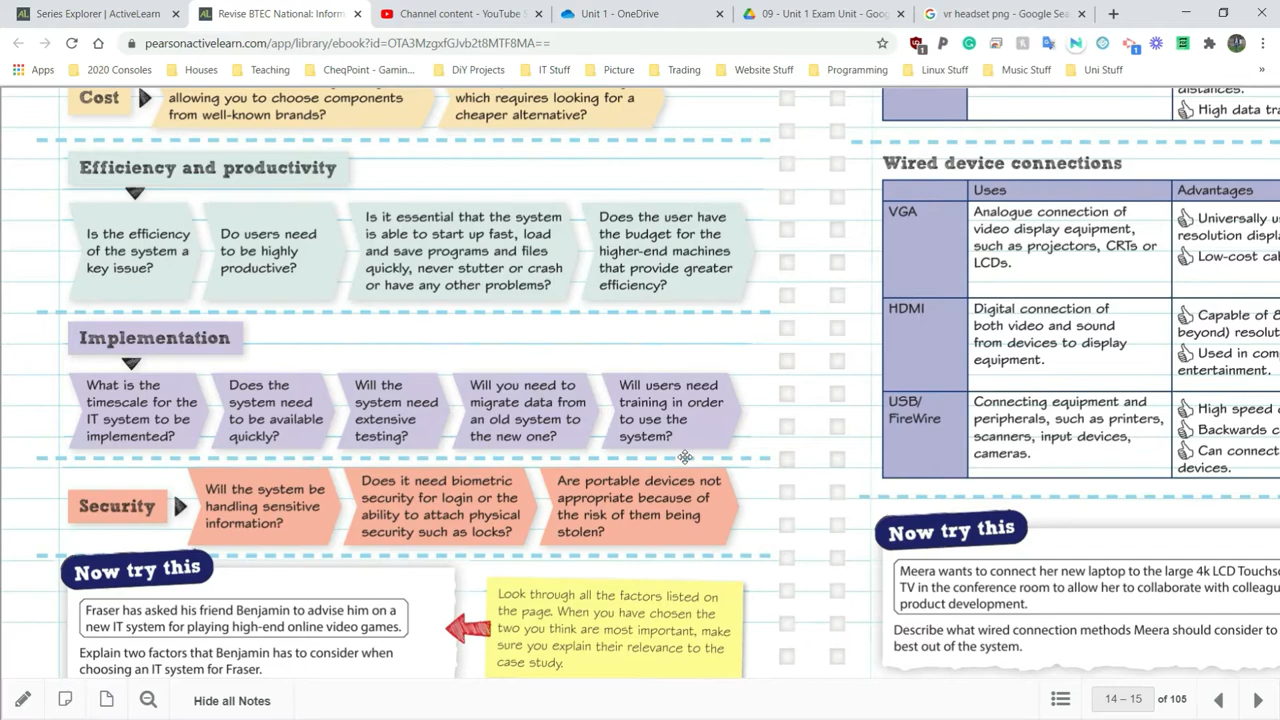 Series Explorer | ActiveLearn
Revise BTEC National: Inform
Channel content - YouTube S
Unit 1 - OneDrive
09 - Unit 1 Exam Unit - Goog
vr headset png - Google Sea
pearsonactivelearn.com/app/library/ebook?id=OTA3MzgxfGJvb2t8MTF8MA==
Apps
2020 Consoles
Houses
Teaching
CheqPoint - Gamin...
DiY Projects
IT Stuff
Picture
Trading
Website Stuff
Programming
Linux Stuff
Music Stuff
Uni Stuff
»
Cost
allowing you to choose components
from well-known brands?
which requires looking for a
cheaper alternative?
Efficiency and productivity
Is the efficiency
of the system a
key issue?
Do users need
to be highly
productive?
Is it essential that the system
is able to start up fast, load
and save programs and files
quickly, never stutter or crash
or have any other problems?
Does the user have
the budget for the
higher-end machines
that provide greater
efficiency?
Implementation
What is the
timescale for the
IT system to be
implemented?
Does the
system need
to be available
quickly?
Will the
system need
extensive
testing?
Will you need to
migrate data from
an old system to
the new one?
Will users need
training in order
to use the
system?
Security
Will the system be
handling sensitive
information?
Does it need biometric
security for login or the
ability to attach physical
security such as locks?
Are portable devices not
appropriate because of
the risk of them being
stolen?
Now try this
Fraser has asked his friend Benjamin to advise him on a
new IT system for playing high-end online video games.
Explain two factors that Benjamin has to consider when
choosing an IT system for Fraser.
Look through all the factors listed on
the page. When you have chosen the
two you think are most important, make
sure you explain their relevance to the
case study.
distances.
High data tra
Wired device connections
Uses
Advantages
VGA
Analogue connection of
video display equipment,
such as projectors, CRTs or
LCDs.
Universally us
resolution displa
Low-cost cal
HDMI
Digital connection of
both video and sound
from devices to display
equipment.
Capable of 8
beyond) resolut
Used in com
entertainment.
USB/
FireWire
Connecting equipment and
peripherals, such as printers,
scanners, input devices,
cameras.
High speed c
Backwards c
Can connect
devices.
Now try this
Meera wants to connect her new laptop to the large 4k LCD Touchsc
TV in the conference room to allow her to collaborate with colleagu
product development.
Describe what wired connection methods Meera should consider to
best out of the system.
Hide all Notes
14 – 15
of 105